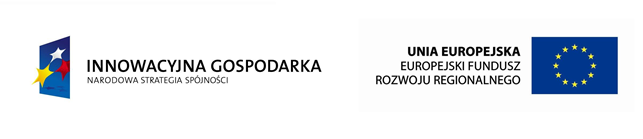 INNOWACYJNA GOSPODARKA
NARODOWA STRATEGIA SPÓJNOŚCI
UNIA EUROPEJSKA
EUROPEJSKI FUNDUSZ
ROZWOJU REGIONALNEGO